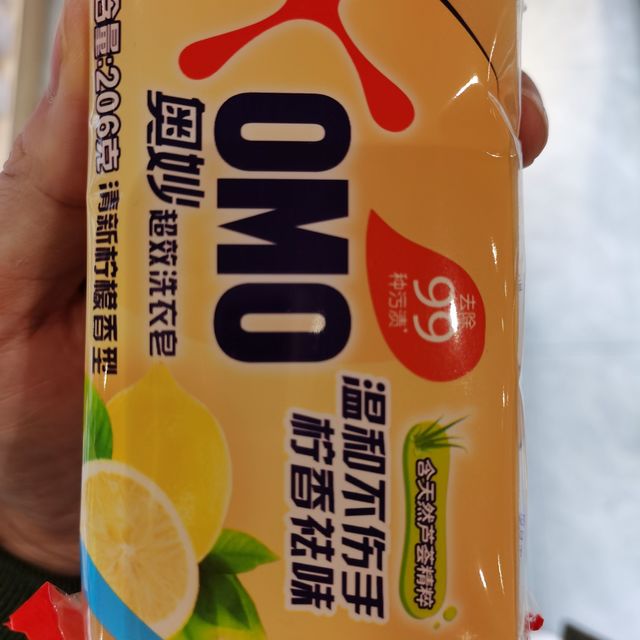 去除
99
种污渍
OMO
奥妙 超效洗衣皂
含量:206克 清新柠檬香型
含天然芦荟精粹
温和不伤手
柠香祛味